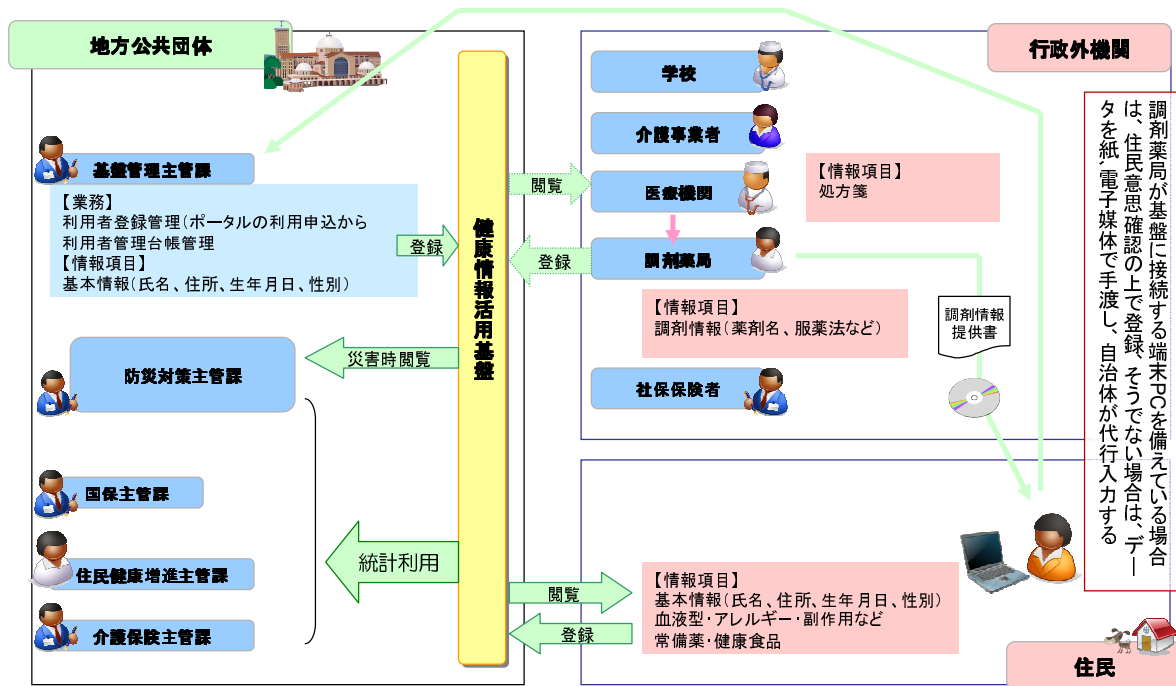 地方公共団体
基盤管理主管課
【業務】
利用者登録管理(ポータルの利用申込から
利用者管理台帳管理
【情報項目】
基本情報(氏名、住所、生年月日、性別)
登録
防災対策主管課
災害時閲覧
国保主管課
住民健康増進主管課
介護保険主管課
統計利用
健康情報活用基盤
閲覧
登録
閲覧
登録
行政外機関
学校
介護事業者
医療機関
【情報項目】
処方箋
調剤薬局
【情報項目】
調剤情報(薬剤名、服薬法など)
社保保険者
調剤情報
提供書
調剤薬局が基盤に接続する端末PCを備えている場合
は、住民意思確認の上で登録、そうでない場合は、デー
タを紙、電子媒体で手渡し、自治体が代行入力する
【情報項目】
基本情報(氏名、住所、生年月日、性別)
血液型・アレルギー・副作用など
常備薬・健康食品
住民